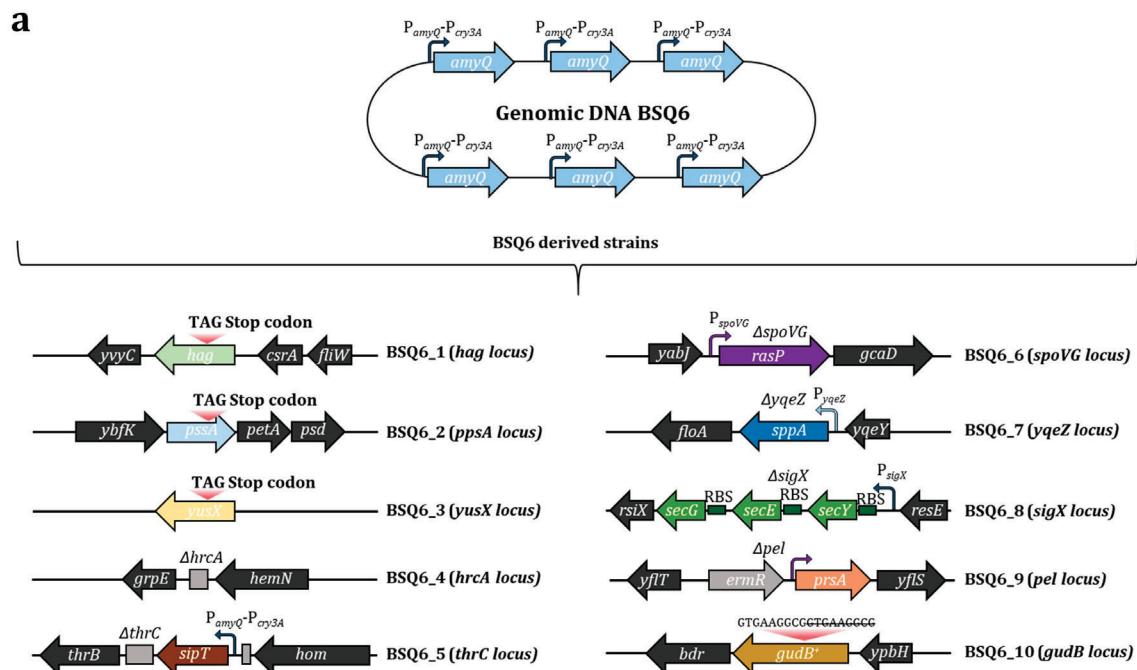 a
PamyQ-Pcry3A PamyQ-Pcry3A PamyQ-Pcry3A
amyQ amyQ amyQ
Genomic DNA BSQ6
PamyQ-Pcry3A PamyQ-Pcry3A PamyQ-Pcry3A
amyQ amyQ amyQ
BSQ6 derived strains
TAG Stop codon
yvyC hag csrA fliW BSQ6_1 (hag locus)
TAG Stop codon
ybfK pssA petA psd BSQ6_2 (ppsA locus)
TAG Stop codon
yusX BSQ6_3 (yusX locus)
ΔhrcA
grpE hemN BSQ6_4 (hrcA locus)
ΔthrC PamyQ-Pcry3A
thrB sipT hom BSQ6_5 (thrC locus)
PspoVG ΔspoVG
yabJ rasP gcaD BSQ6_6 (spoVG locus)
ΔyqeZ PyqeZ
floA sppA yqeY BSQ6_7 (yqeZ locus)
ΔsigX PsigX
RBS RBS RBS
rsiX secG secE secY resE BSQ6_8 (sigX locus)
Δpel
yflT ermR prsA yflS BSQ6_9 (pel locus)
GTGAAGGCGGTGAAGGCG
bdr gudB+ ypbH BSQ6_10 (gudB locus)